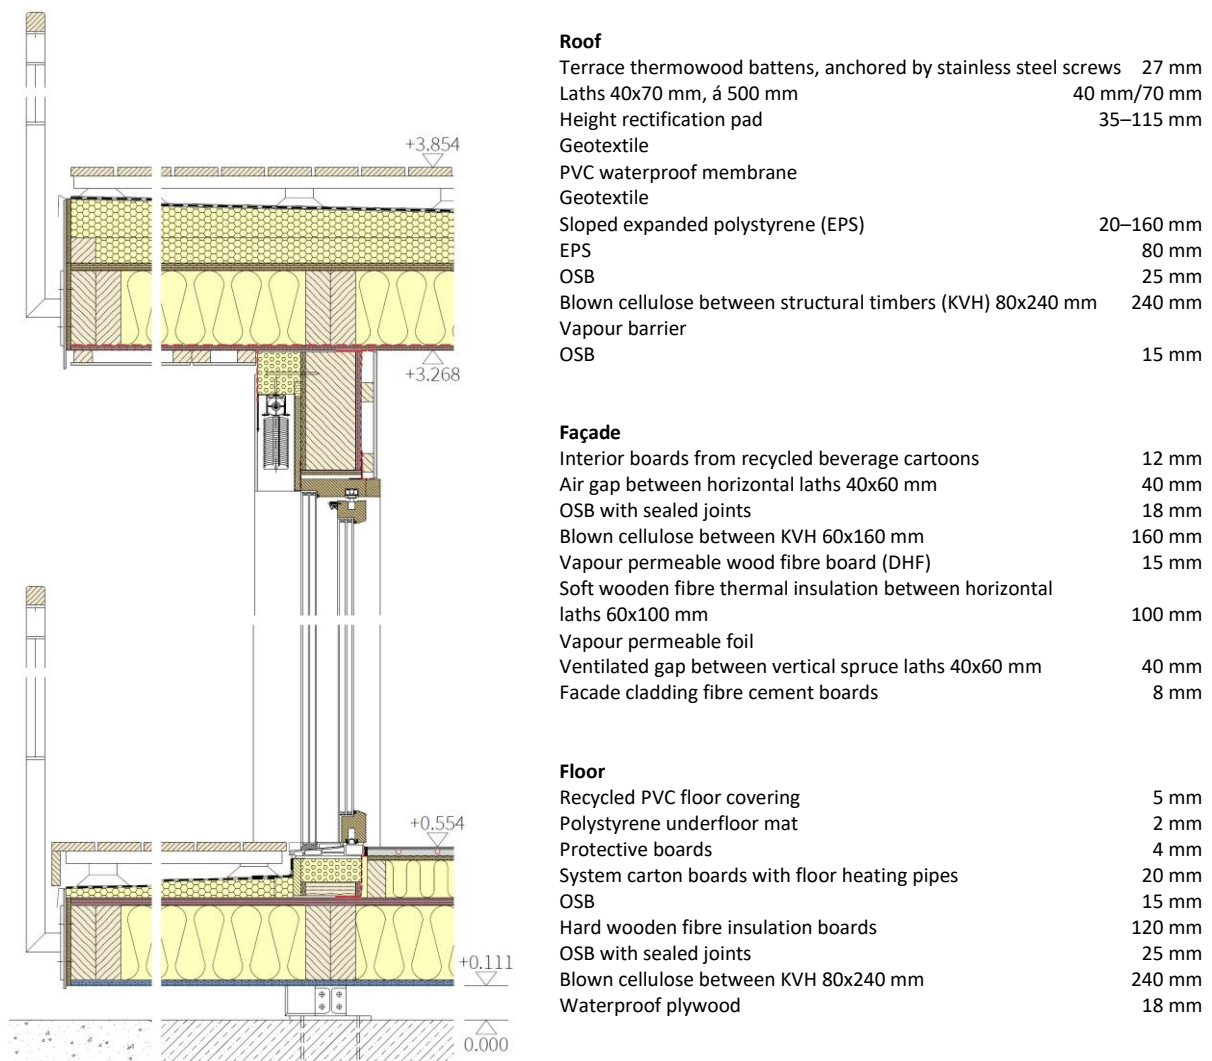 +3.854
+3.268
+0.554
+0.111
0.000
Roof
Terrace thermowood battens, anchored by stainless steel screws 27 mm
Laths 40x70 mm, á 500 mm 40 mm/70 mm
Height rectification pad 35–115 mm
Geotextile
PVC waterproof membrane
Geotextile
Sloped expanded polystyrene (EPS) 20–160 mm
EPS 80 mm
OSB 25 mm
Blown cellulose between structural timbers (KVH) 80x240 mm 240 mm
Vapour barrier
OSB 15 mm
Façade
Interior boards from recycled beverage cartoons 12 mm
Air gap between horizontal laths 40x60 mm 40 mm
OSB with sealed joints 18 mm
Blown cellulose between KVH 60x160 mm 160 mm
Vapour permeable wood fibre board (DHF) 15 mm
Soft wooden fibre thermal insulation between horizontal
laths 60x100 mm 100 mm
Vapour permeable foil
Ventilated gap between vertical spruce laths 40x60 mm 40 mm
Facade cladding fibre cement boards 8 mm
Floor
Recycled PVC floor covering 5 mm
Polystyrene underfloor mat 2 mm
Protective boards 4 mm
System carton boards with floor heating pipes 20 mm
OSB 15 mm
Hard wooden fibre insulation boards 120 mm
OSB with sealed joints 25 mm
Blown cellulose between KVH 80x240 mm 240 mm
Waterproof plywood 18 mm